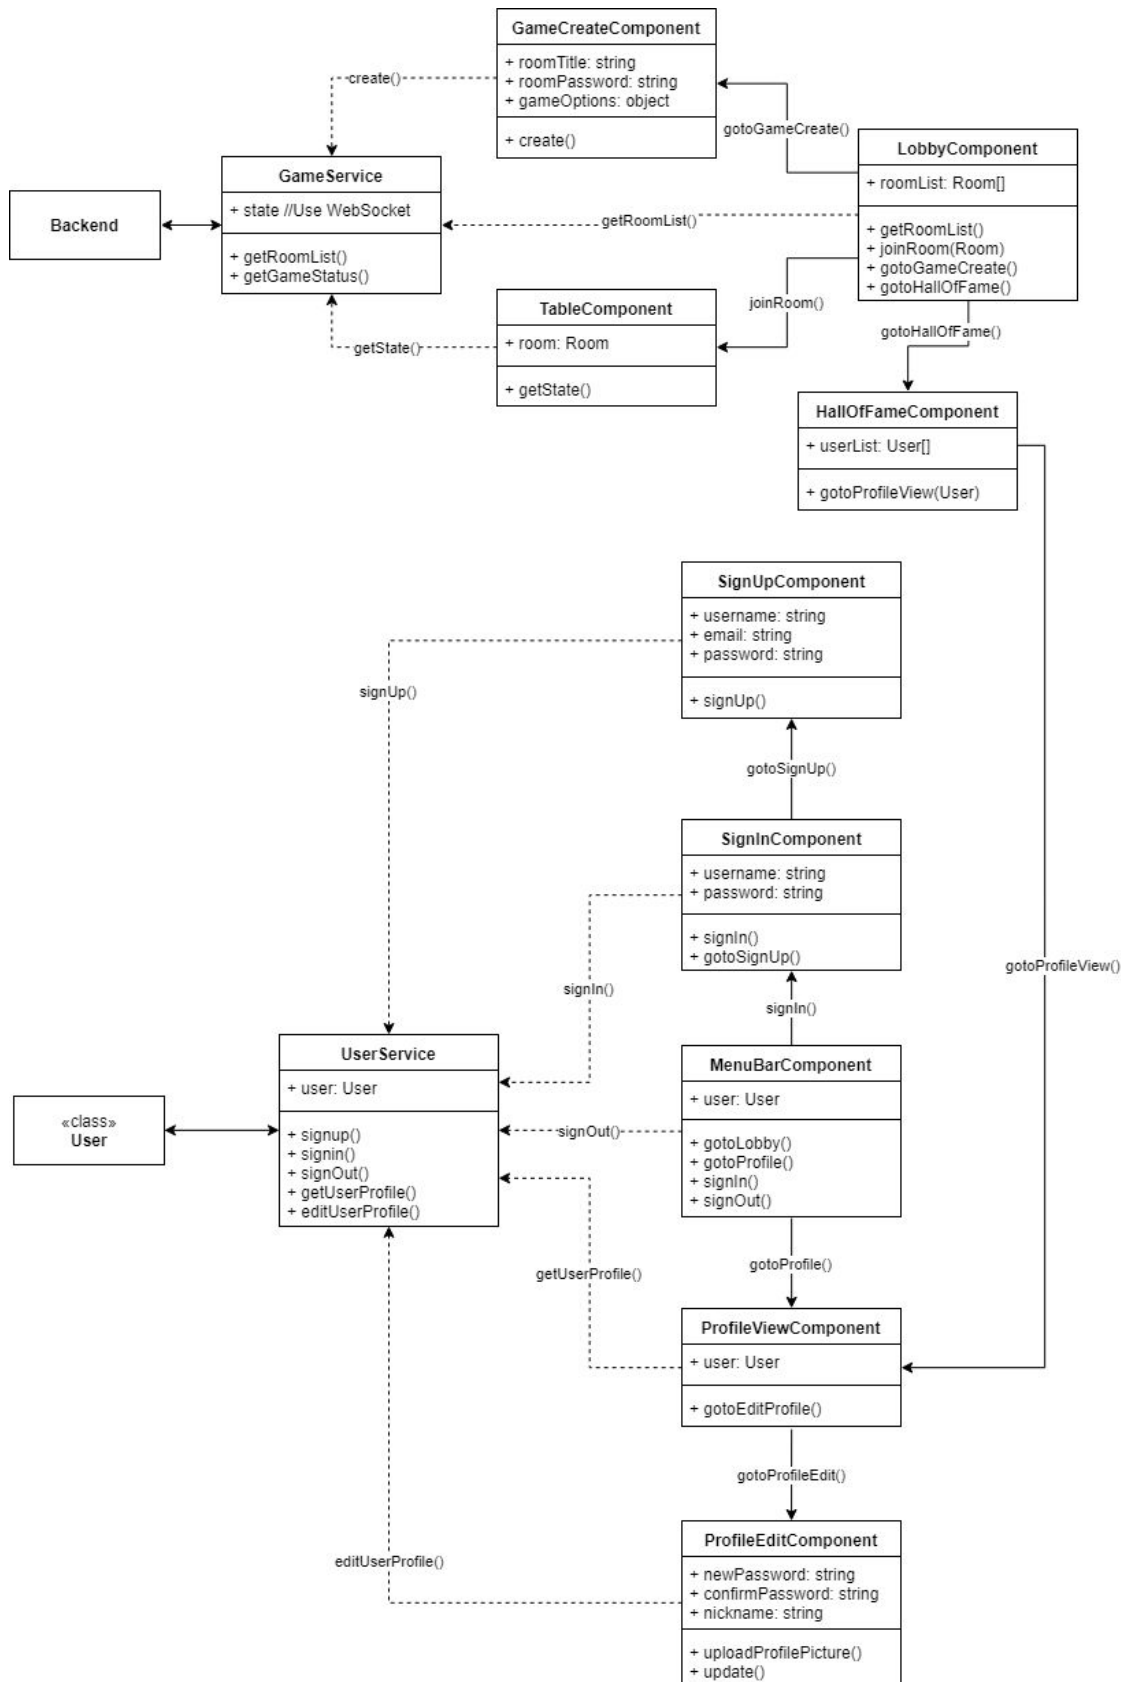 GameCreateComponent
+ roomTitle: string
+ roomPassword: string
+ gameOptions: object
+ create()
create()
gotoGameCreate()
LobbyComponent
+ roomList: Room[]
+ getRoomList()
+ joinRoom(Room)
+ gotoGameCreate()
+ gotoHallOfFame()
GameService
+ state //Use WebSocket
+ getRoomList()
+ getGameStatus()
Backend
getRoomList()
joinRoom()
TableComponent
+ room: Room
+ getState()
getState()
gotoHallOfFame()
HallOfFameComponent
+ userList: User[]
+ gotoProfileView(User)
SignUpComponent
+ username: string
+ email: string
+ password: string
+ signUp()
signUp()
gotoSignUp()
SignInComponent
+ username: string
+ password: string
+ signIn()
+ gotoSignUp()
gotoProfileView()
signIn()
signIn()
UserService
+ user: User
+ signup()
+ signin()
+ signOut()
+ getUserProfile()
+ editUserProfile()
«class»
User
MenuBarComponent
+ user: User
+ gotoLobby()
+ gotoProfile()
+ signIn()
+ signOut()
signOut()
gotoProfile()
getUserProfile()
ProfileViewComponent
+ user: User
+ gotoEditProfile()
gotoProfileEdit()
ProfileEditComponent
+ newPassword: string
+ confirmPassword: string
+ nickname: string
+ uploadProfilePicture()
+ update()
editUserProfile()